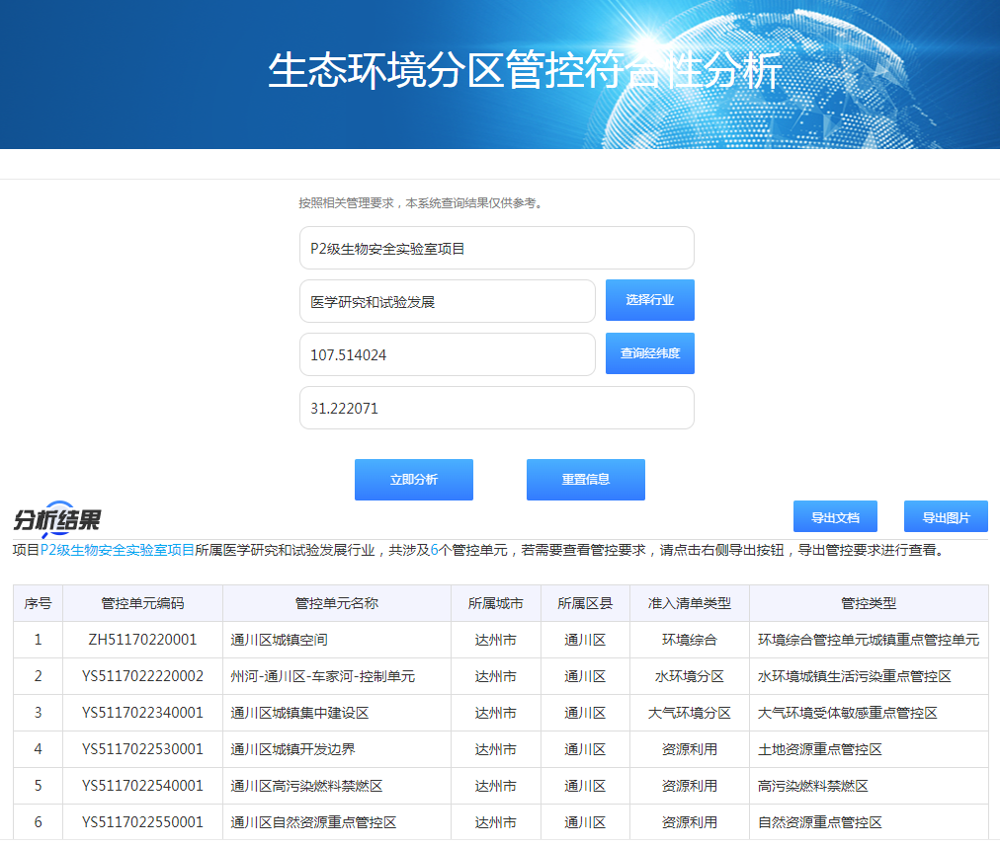 生态环境分区管控符合性分析
按照相关管理要求，本系统查询结果仅供参考。
P2级生物安全实验室项目
医学研究和试验发展 选择行业
107.514024 查询经纬度
31.222071
立即分析 重置信息
分析结果 导出文档 导出图片
项目P2级生物安全实验室项目所属医学研究和试验发展行业，共涉及6个管控单元，若需要查看管控要求，请点击右侧导出按钮，导出管控要求进行查看。
序号 管控单元编码 管控单元名称 所属城市 所属区县 准入清单类型 管控类型
1 ZH51170220001 通川区城镇空间 达州市 通川区 环境综合 环境综合管控单元城镇重点管控单元
2 YS5117022220002 州河-通川区-车家河-控制单元 达州市 通川区 水环境分区 水环境城镇生活污染重点管控区
3 YS5117022340001 通川区城镇集中建设区 达州市 通川区 大气环境分区 大气环境受体敏感重点管控区
4 YS5117022530001 通川区城镇开发边界 达州市 通川区 资源利用 土地资源重点管控区
5 YS5117022540001 通川区高污染燃料禁燃区 达州市 通川区 资源利用 高污染燃料禁燃区
6 YS5117022550001 通川区自然资源重点管控区 达州市 通川区 资源利用 自然资源重点管控区